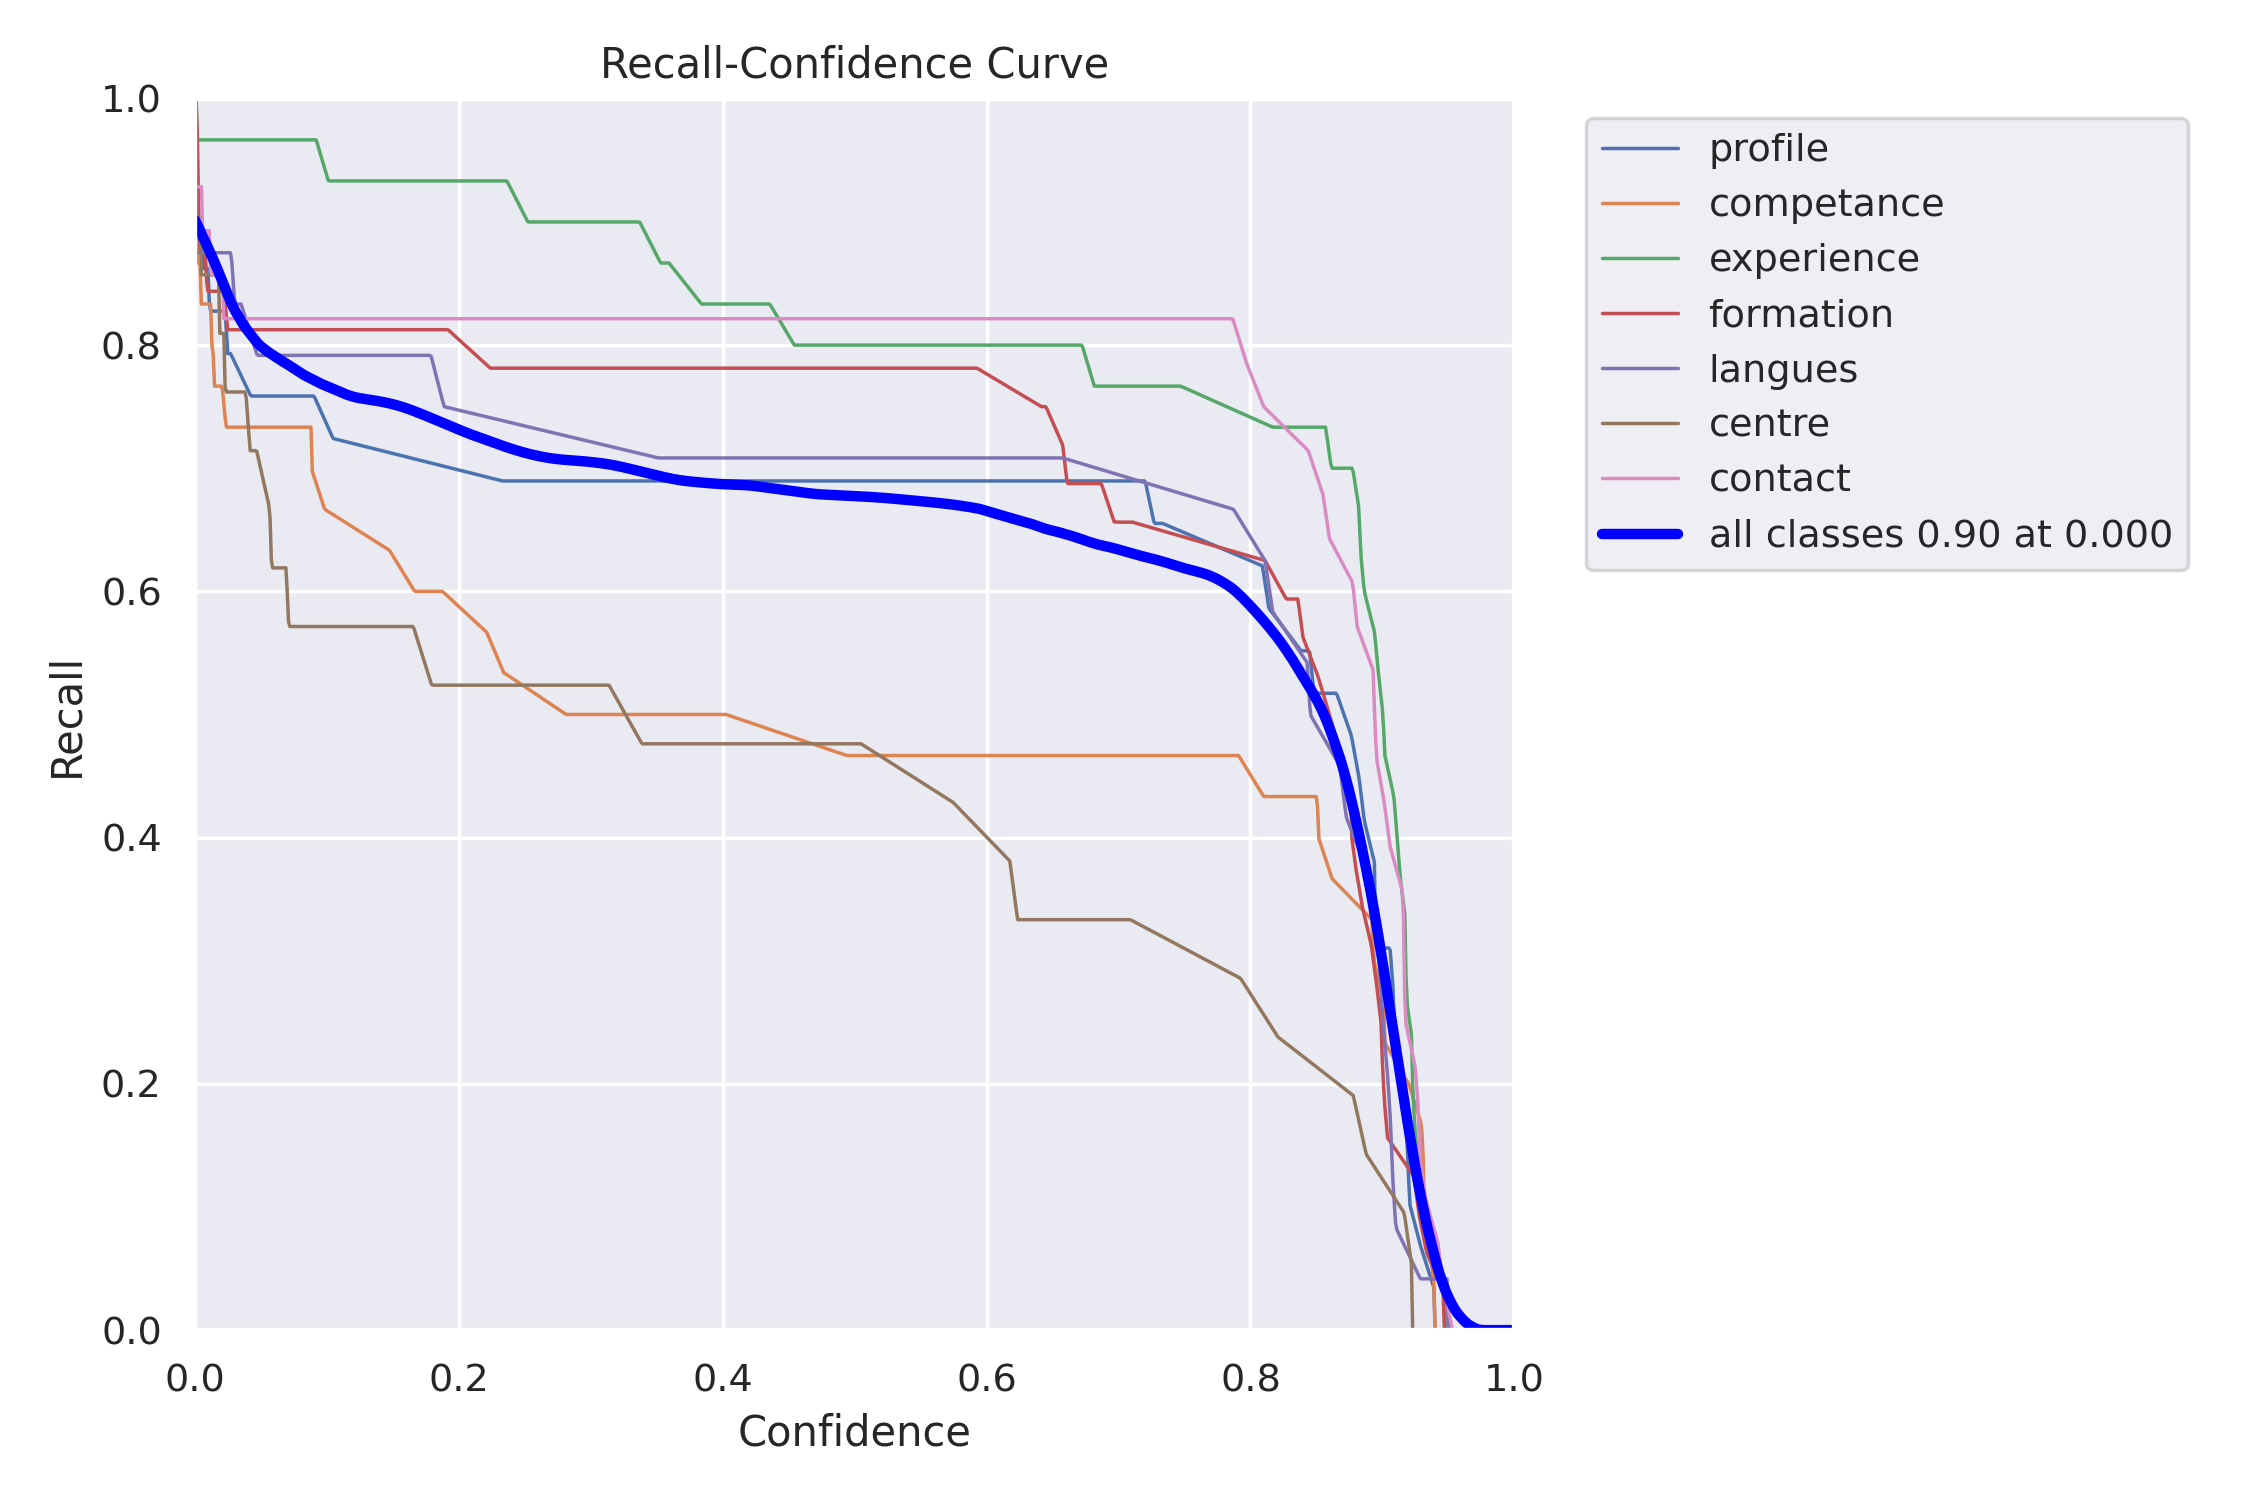 Recall-Confidence Curve
1.0
0.8
0.6
0.4
0.2
0.0
Recall
0.0 0.2 0.4 0.6 0.8 1.0
Confidence
profile
competance
experience
formation
langues
centre
contact
all classes 0.90 at 0.000